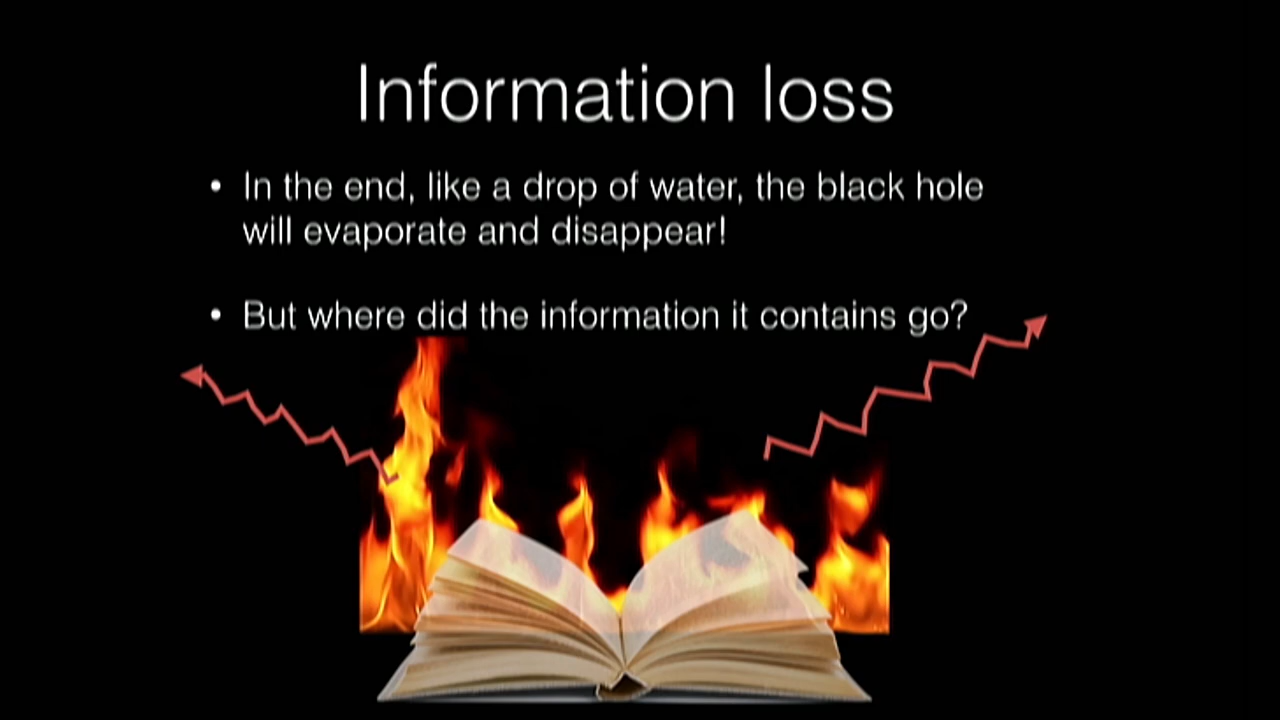 Information loss
• In the end, like a drop of water, the black hole
will evaporate and disappear!
• But where did the information it contains go?